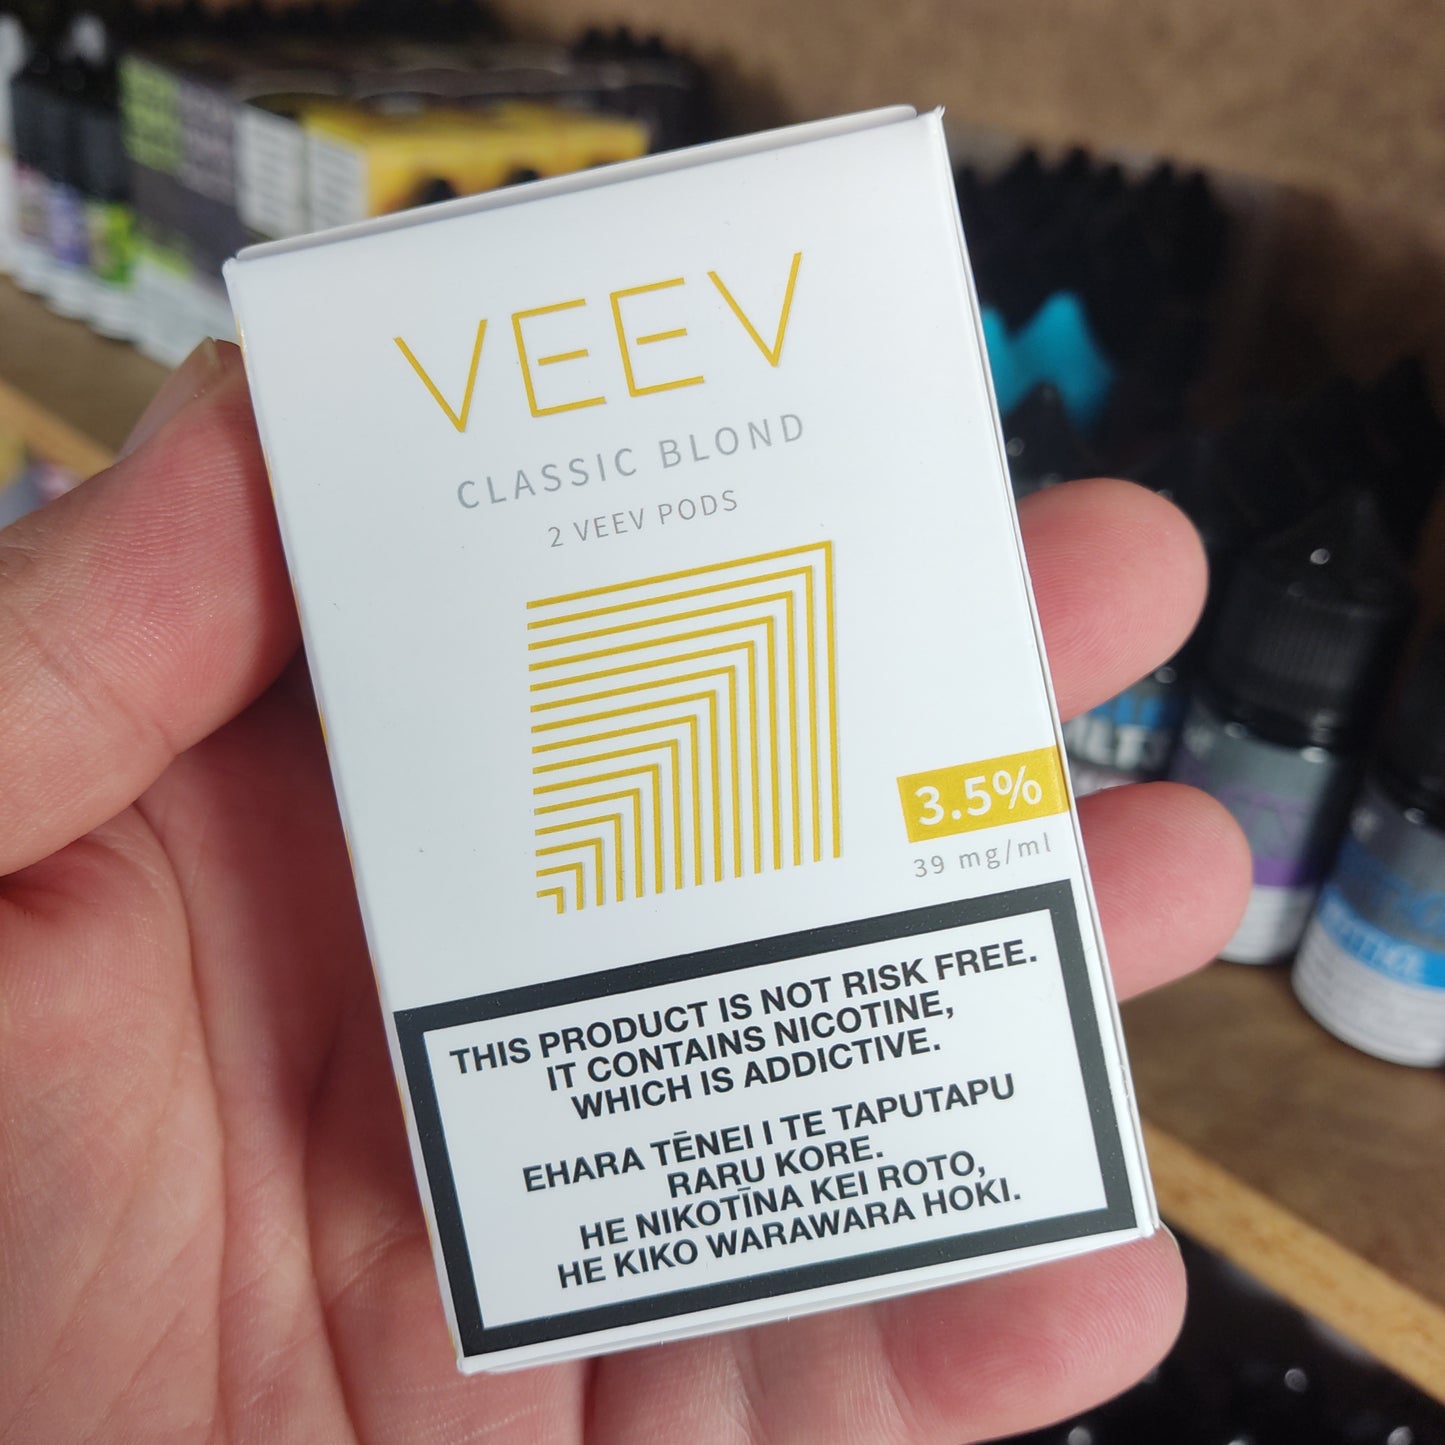 VEEV
CLASSIC BLOND
2 VEEV PODS
3.5%
39 mg/ml
THIS PRODUCT IS NOT RISK FREE.
IT CONTAINS NICOTINE,
WHICH IS ADDICTIVE.
EHARA TĒNEI I TE TAPUTAPU
RARU KORE.
HE NIKOTĪNA KEI ROTO,
HE KIKO WARAWARA HOKI.